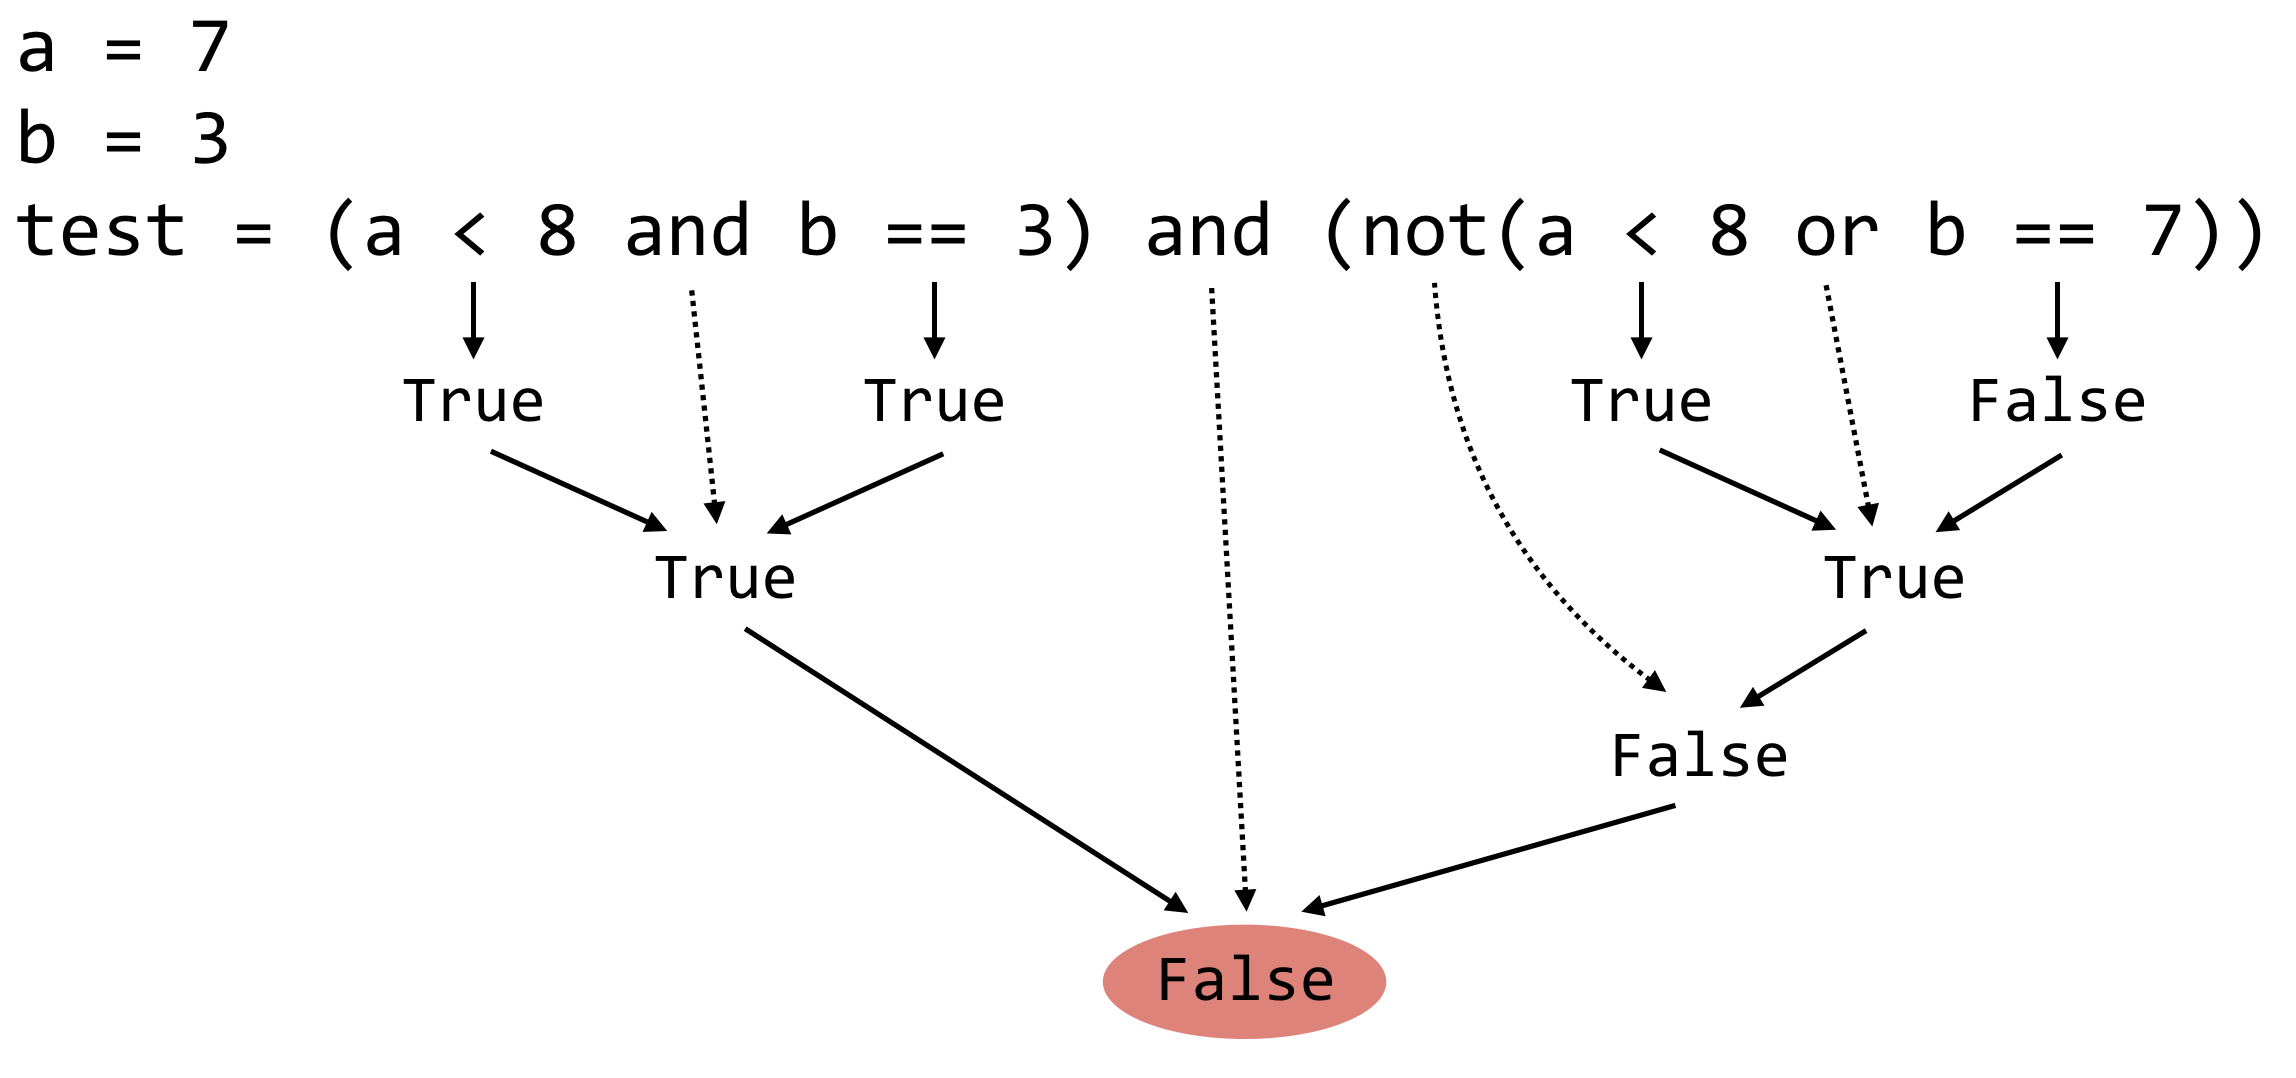 a = 7
b = 3
test = (a < 8 and b == 3) and (not(a < 8 or b == 7))
True True True False
True True
False
False